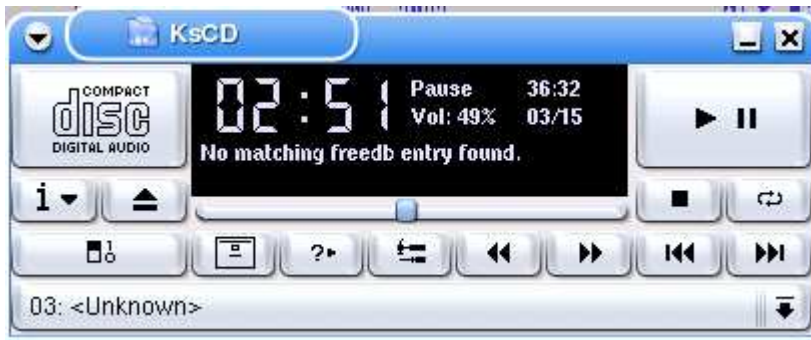 KsCD
COMPACT
disc
DIGITAL AUDIO
02:51
Pause 36:32
Vol: 49% 03/15
No matching freedb entry found.
i
?
03: <Unknown>